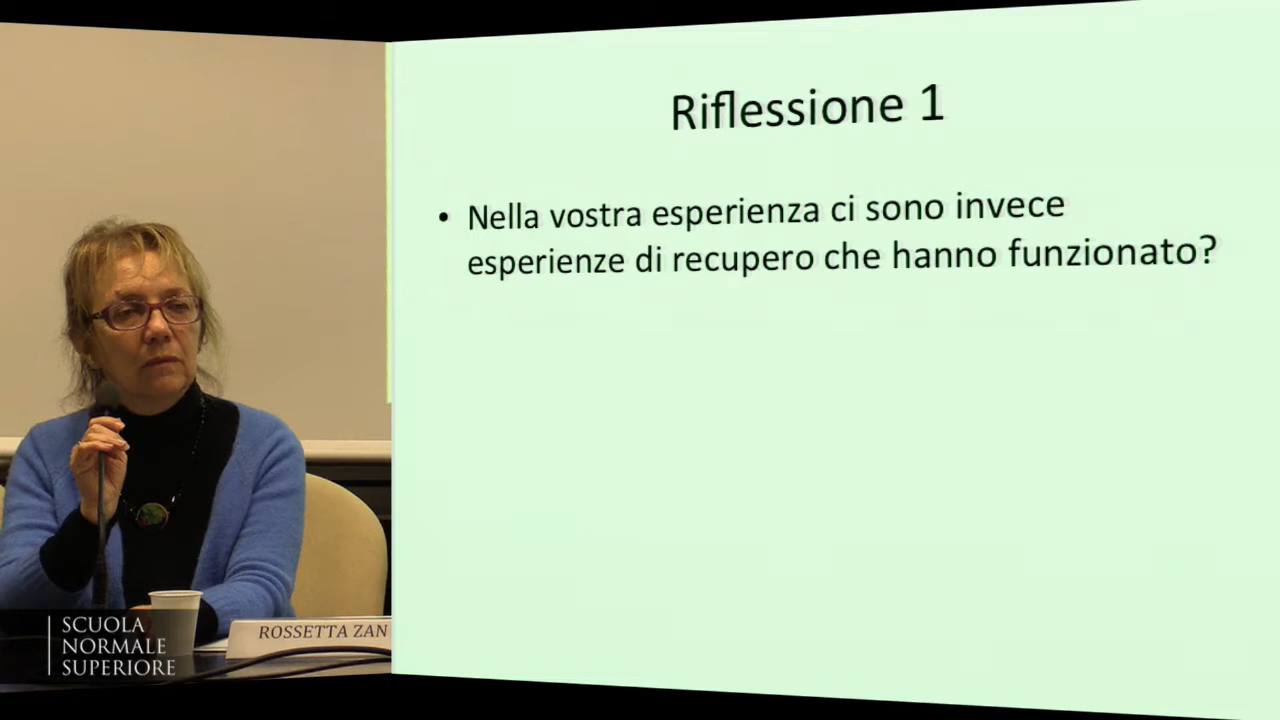 Riflessione 1
• Nella vostra esperienza ci sono invece
esperienze di recupero che hanno funzionato?
ROSSETTA ZAN
SCUOLA
NORMALE
SUPERIORE